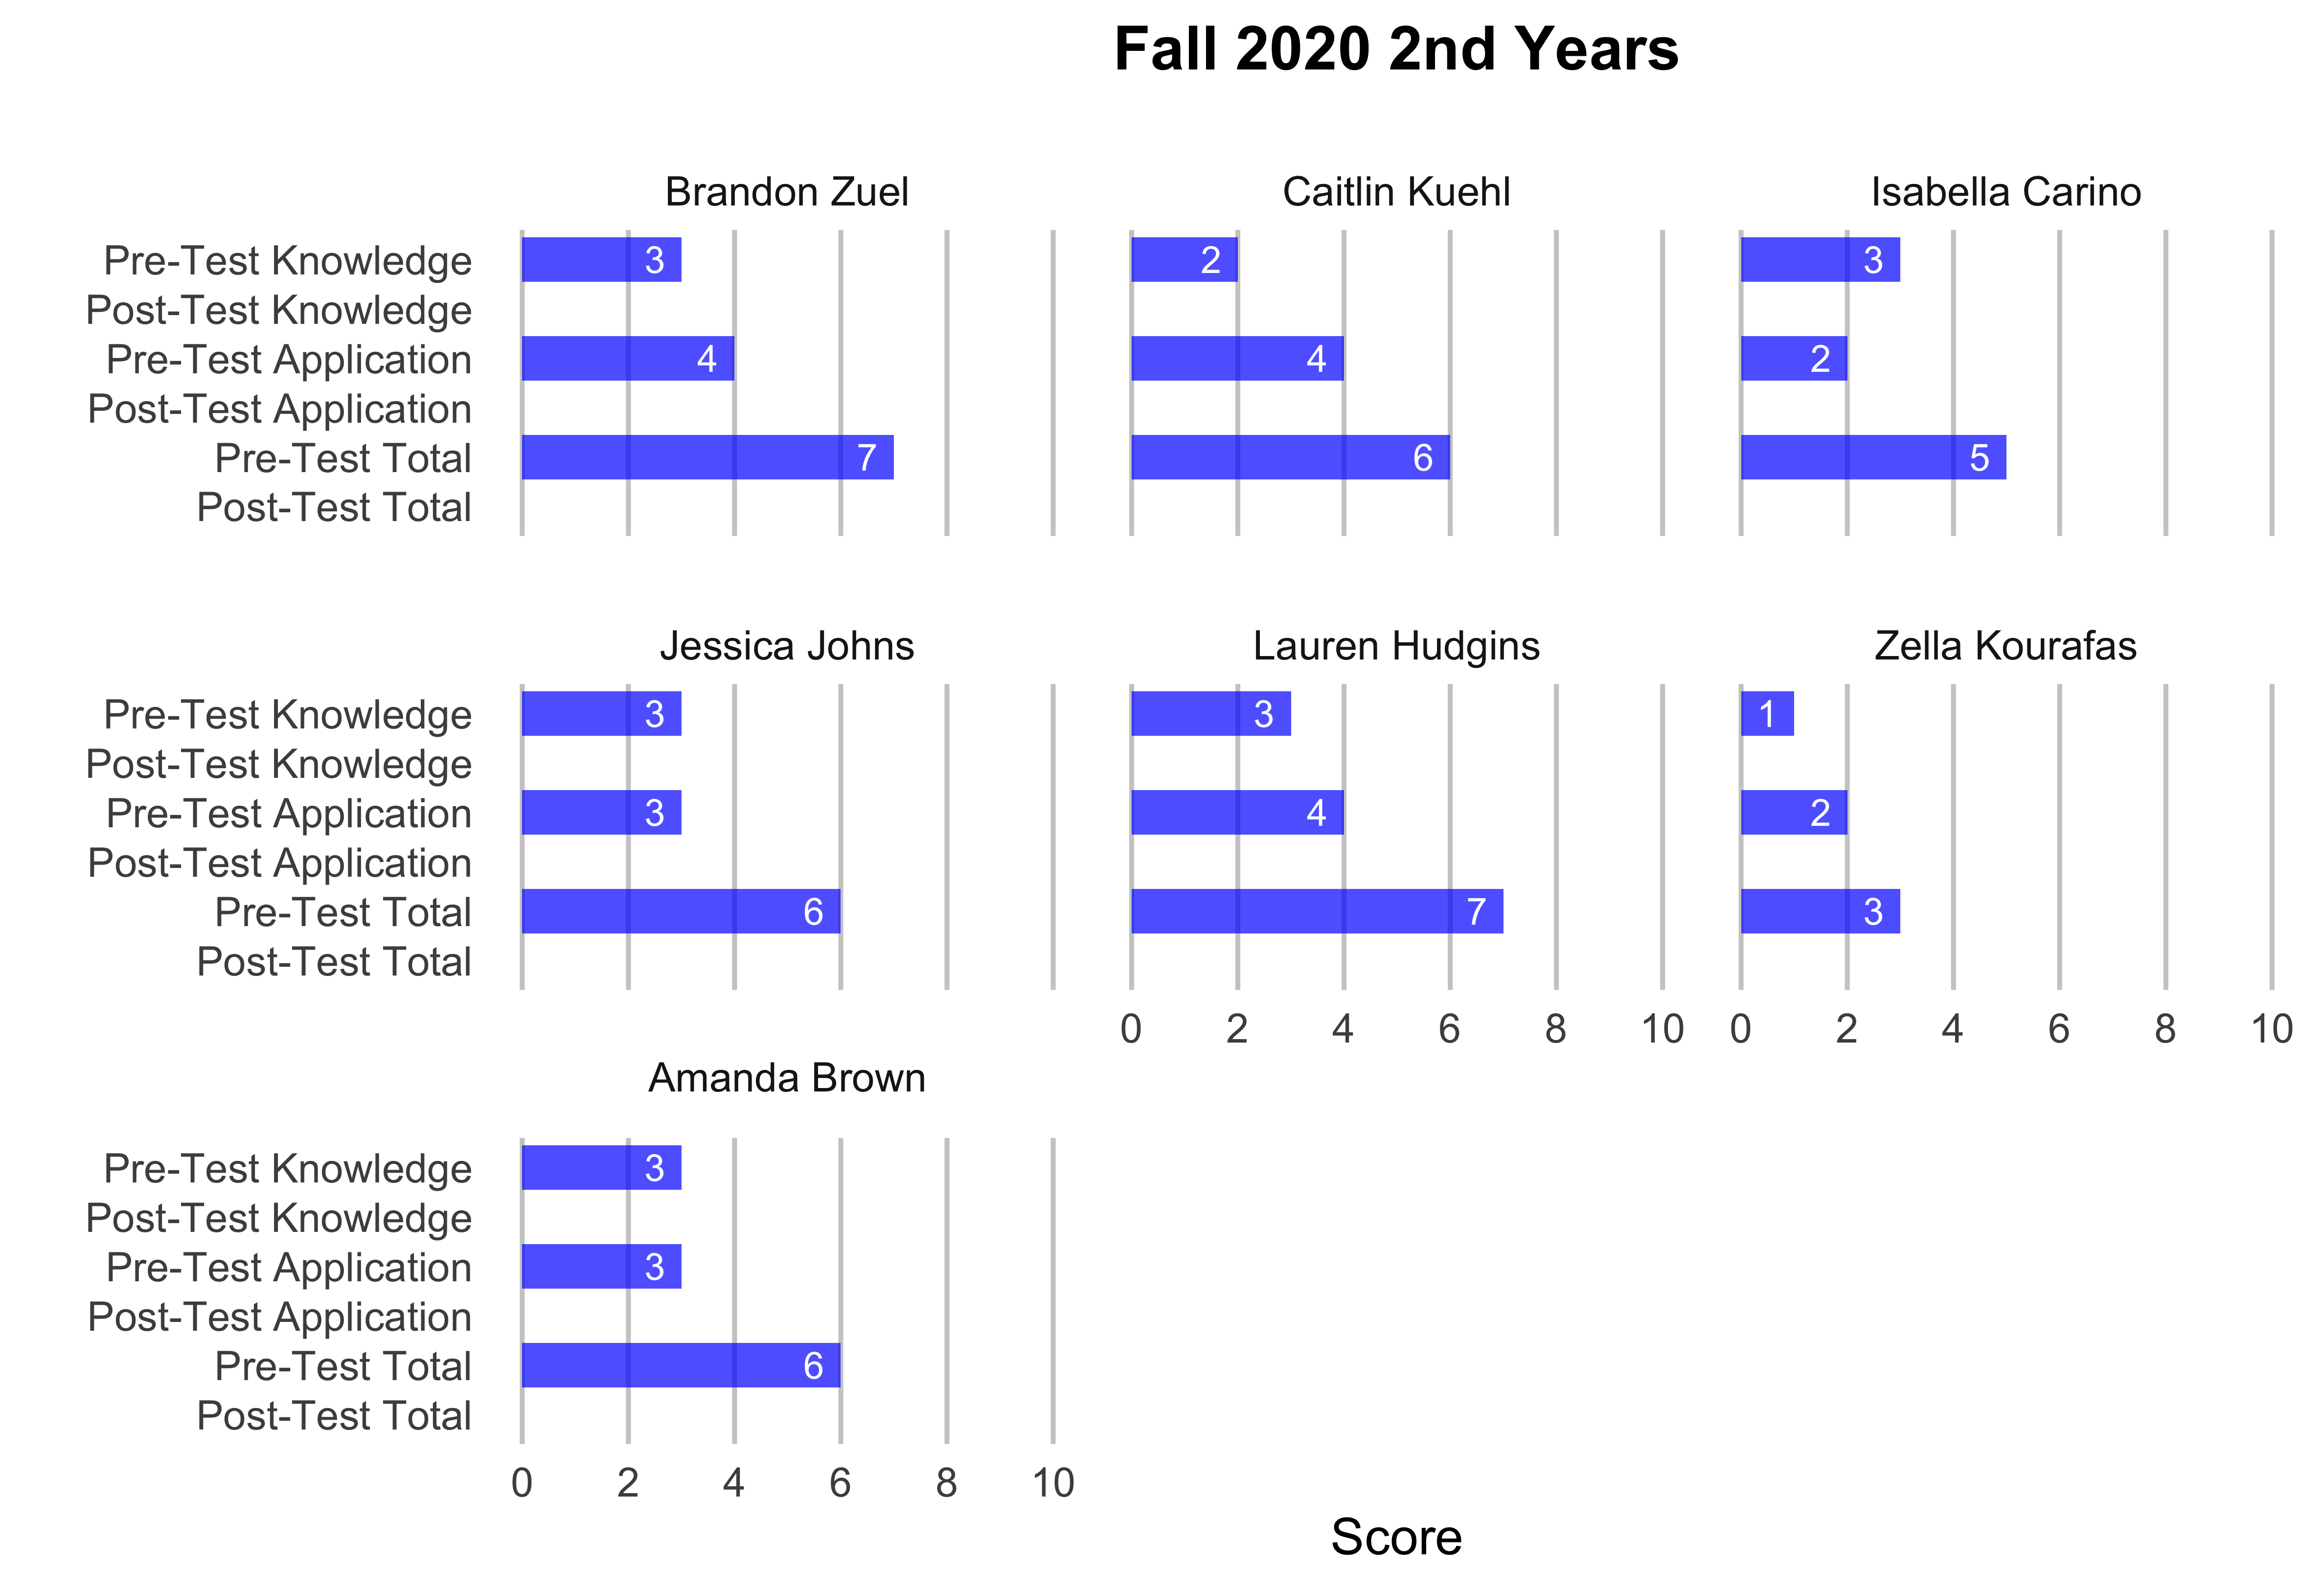 Fall 2020 2nd Years
Brandon Zuel
Caitlin Kuehl
Isabella Carino
Pre-Test Knowledge 3 2 3
Post-Test Knowledge
Pre-Test Application 4 4 2
Post-Test Application
Pre-Test Total 7 6 5
Post-Test Total
Jessica Johns
Lauren Hudgins
Zella Kourafas
Pre-Test Knowledge 3 3 1
Post-Test Knowledge
Pre-Test Application 3 4 2
Post-Test Application
Pre-Test Total 6 7 3
Post-Test Total
0 2 4 6 8 10 0 2 4 6 8 10
Amanda Brown
Pre-Test Knowledge 3
Post-Test Knowledge
Pre-Test Application 3
Post-Test Application
Pre-Test Total 6
Post-Test Total
0 2 4 6 8 10
Score